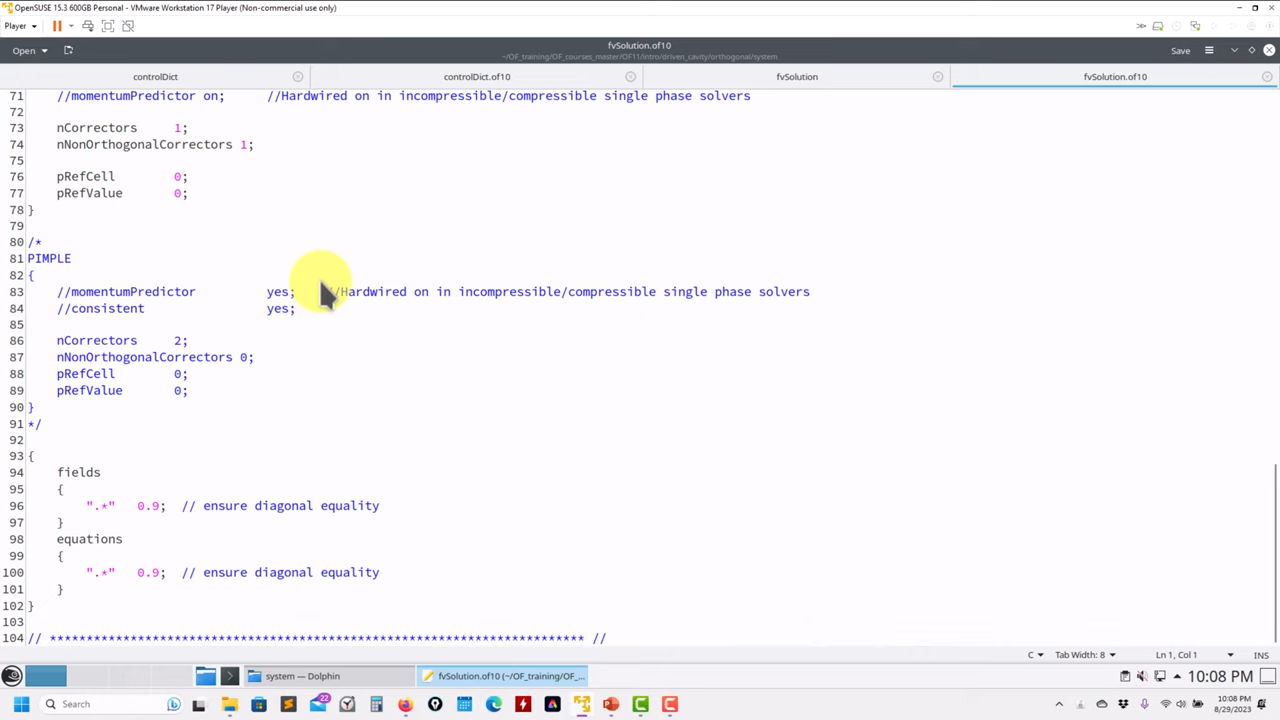 OpenSUSE 15.3 600GB Personal - VMware Workstation 17 Player (Non-commercial use only)
Player
Open
fvSolution.of10
~/OF_training/OF_courses_master/OF11/intro/driven_cavity/orthogonal/system
Save
controlDict
controlDict.of10
fvSolution
fvSolution.of10
71 //momentumPredictor on; //Hardwired on in incompressible/compressible single phase solvers
72
73 nCorrectors 1;
74 nNonOrthogonalCorrectors 1;
75
76 pRefCell 0;
77 pRefValue 0;
78 }
79
80 /*
81 PIMPLE
82 {
83 //momentumPredictor yes; //Hardwired on in incompressible/compressible single phase solvers
84 //consistent yes;
85
86 nCorrectors 2;
87 nNonOrthogonalCorrectors 0;
88 pRefCell 0;
89 pRefValue 0;
90 }
91 */
92
93 {
94 fields
95 {
96 ".*" 0.9; // ensure diagonal equality
97 }
98 equations
99 {
100 ".*" 0.9; // ensure diagonal equality
101 }
102 }
103
104 // ************************************************************************* //
C Tab Width: 8 Ln 1, Col 1 INS
system — Dolphin
fvSolution.of10 (~/OF_training/OF_...
10:08 PM
Search
22
10:08 PM
8/29/2023